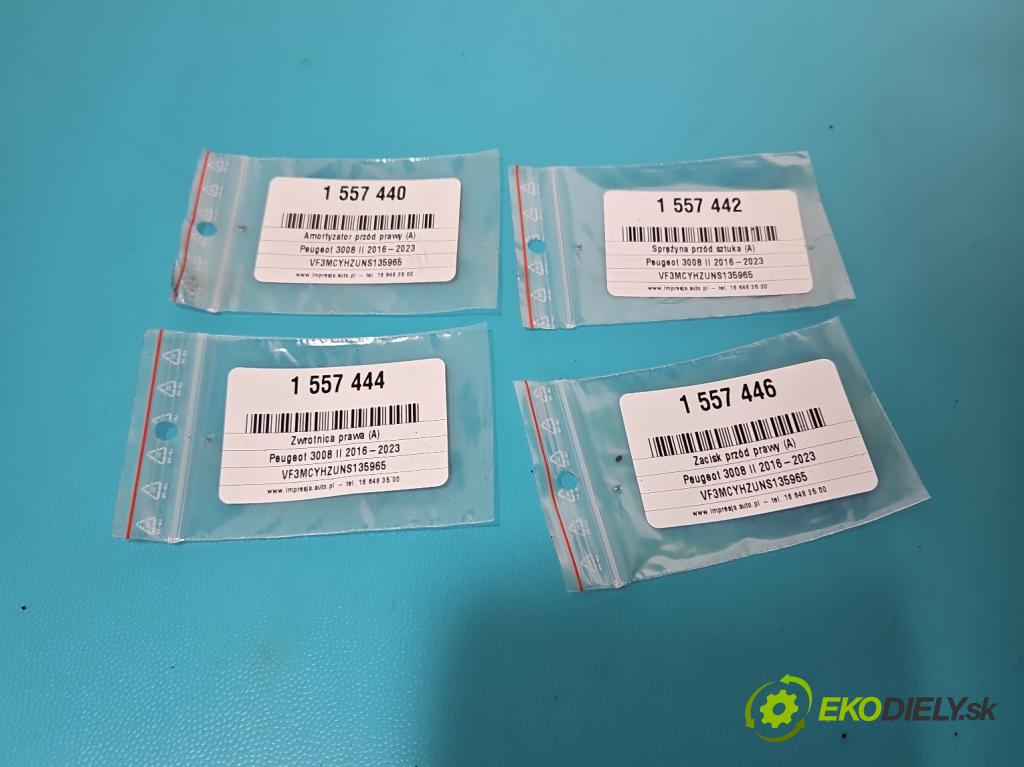 1 557 440
Amortyzator przód prawy (A)
Peugeot 3008 II 2016-2023
VF3MCYHZUNS135965
www.impresja.auto.pl - tel. 16 648 35 00
1 557 442
Sprężyna przód sztuka (A)
Peugeot 3008 II 2016-2023
VF3MCYHZUNS135965
www.impresja.auto.pl - tel. 16 648 35 00
1 557 444
Zwrotnica prawa (A)
Peugeot 3008 II 2016-2023
VF3MCYHZUNS135965
www.impresja.auto.pl - tel. 16 648 35 00
1 557 446
Zacisk przód prawy (A)
Peugeot 3008 II 2016-2023
VF3MCYHZUNS135965
www.impresja.auto.pl - tel. 16 648 35 00
EKODIELY.sk